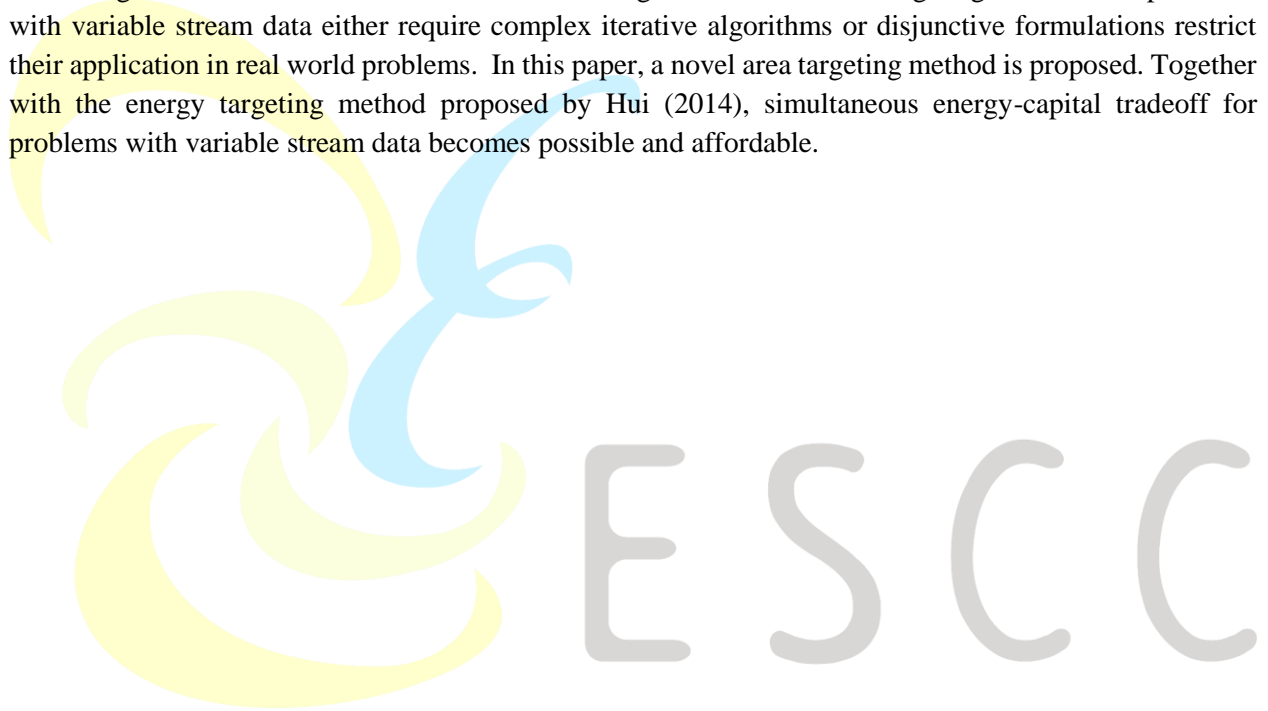 with variable stream data either require complex iterative algorithms or disjunctive formulations restrict
their application in real world problems. In this paper, a novel area targeting method is proposed. Together
with the energy targeting method proposed by Hui (2014), simultaneous energy-capital tradeoff for
problems with variable stream data becomes possible and affordable.
ESCC